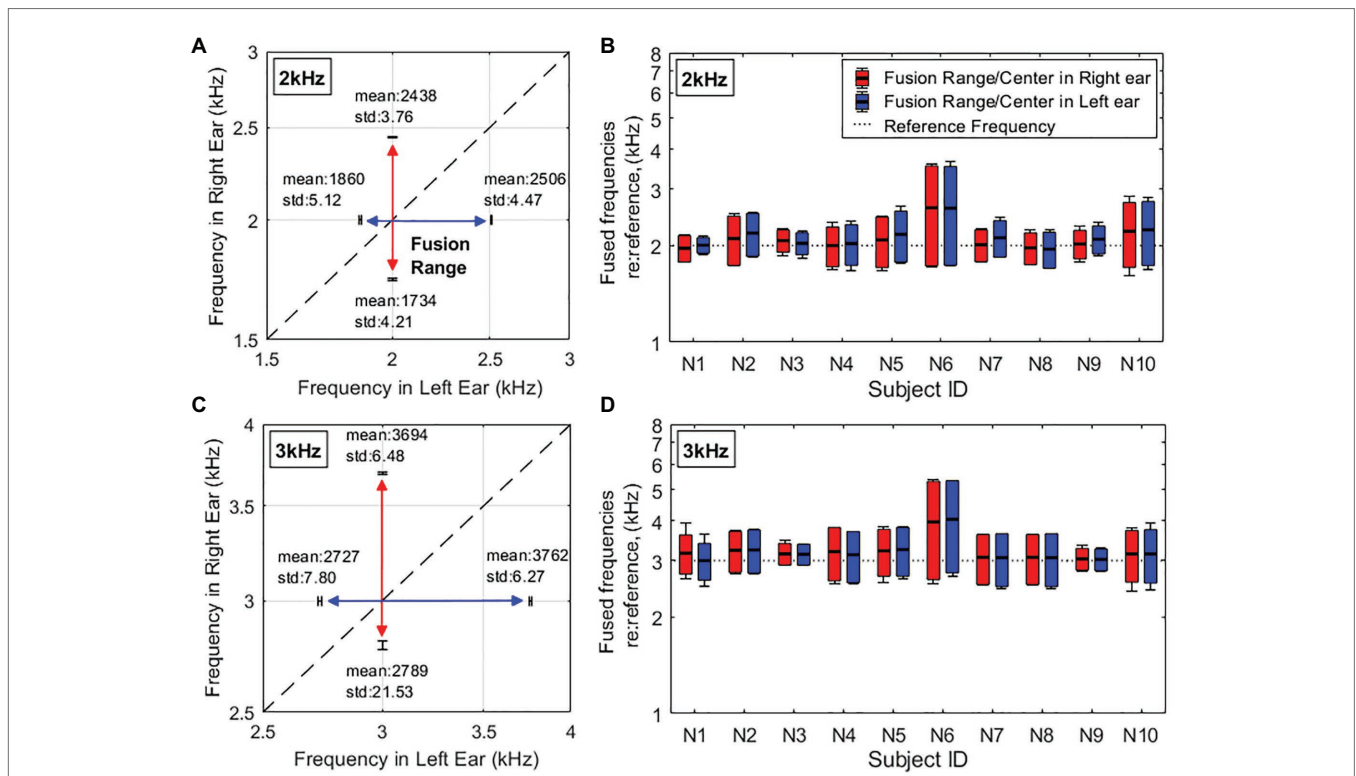 A
2kHz
3
2.5
2
1.5
Frequency in Right Ear (kHz)
mean:2438
std:3.76
mean:1860
std:5.12
mean:2506
std:4.47
Fusion
Range
mean:1734
std:4.21
1.5
2
2.5
3
Frequency in Left Ear (kHz)
B
2kHz
Fusion Range/Center in Right ear
Fusion Range/Center in Left ear
Reference Frequency
8
7
6
5
4
3
2
1
Fused frequencies
re:reference, (kHz)
N1 N2 N3 N4 N5 N6 N7 N8 N9 N10
Subject ID
C
3kHz
4
3.5
3
2.5
Frequency in Right Ear (kHz)
mean:3694
std:6.48
mean:2727
std:7.80
mean:3762
std:6.27
mean:2789
std:21.53
2.5
3
3.5
4
Frequency in Left Ear (kHz)
D
3kHz
8
7
6
5
4
3
2
1
Fused frequencies
re:reference, (kHz)
N1 N2 N3 N4 N5 N6 N7 N8 N9 N10
Subject ID